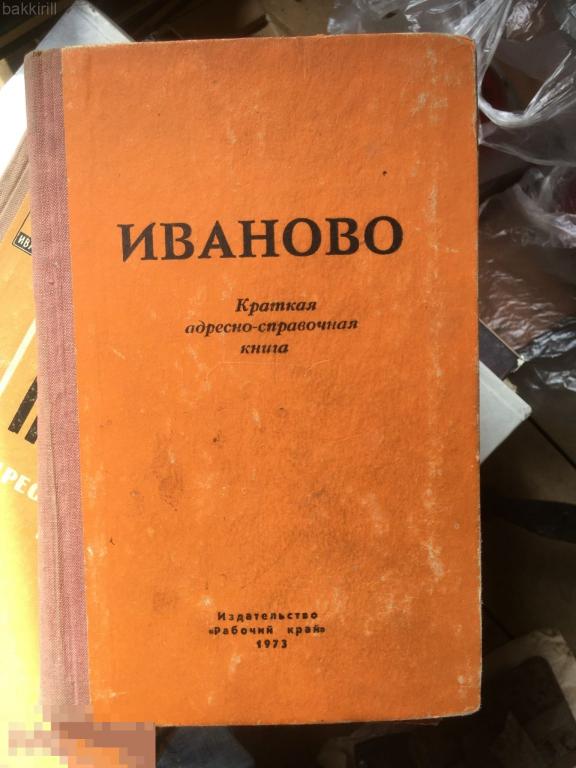 bakkirill
ИВАНОВО
Краткая
адресно-справочная
книга
Издательство
«Рабочий край»
1973